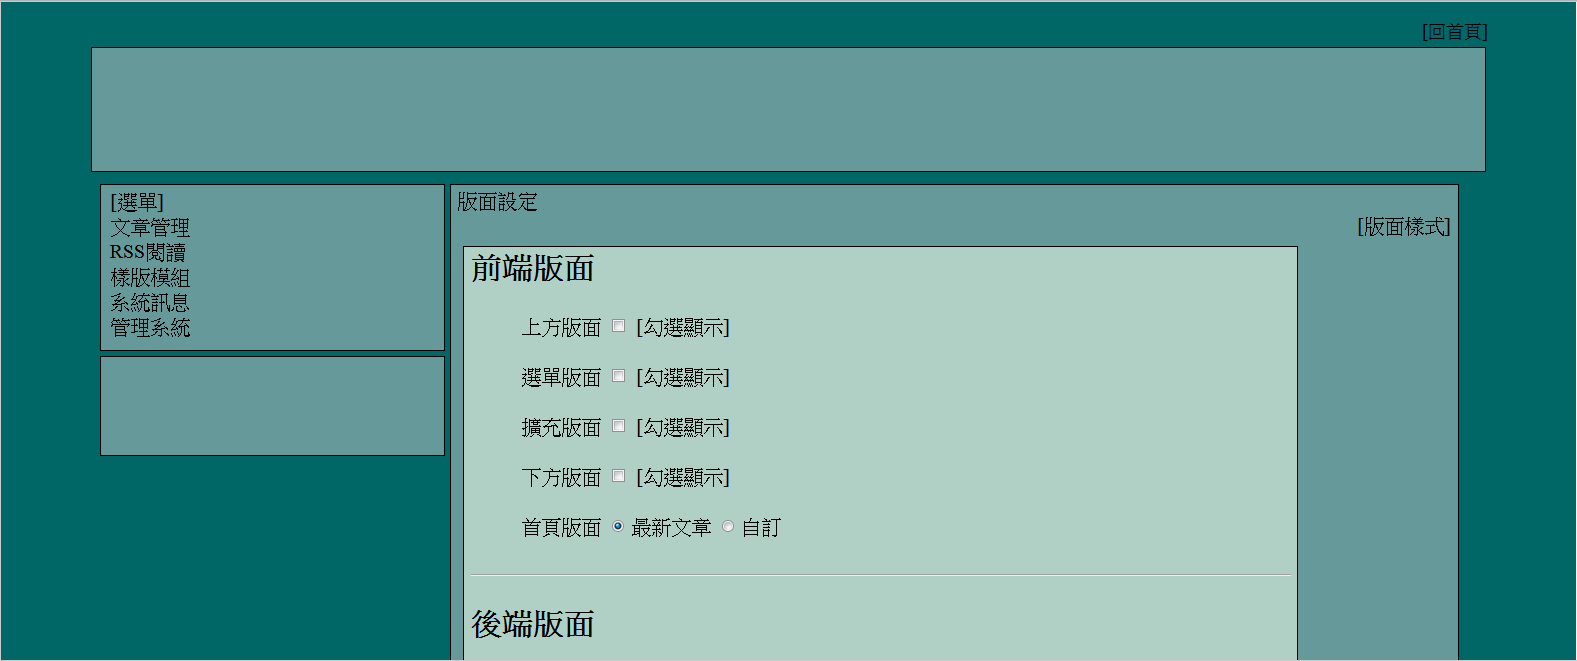 [回首頁]
[選單]
文章管理
RSS閱讀
樣版模組
系統訊息
管理系統
版面設定
[版面樣式]
前端版面
上方版面 [勾選顯示]
選單版面 [勾選顯示]
擴充版面 [勾選顯示]
下方版面 [勾選顯示]
首頁版面 最新文章 自訂
後端版面